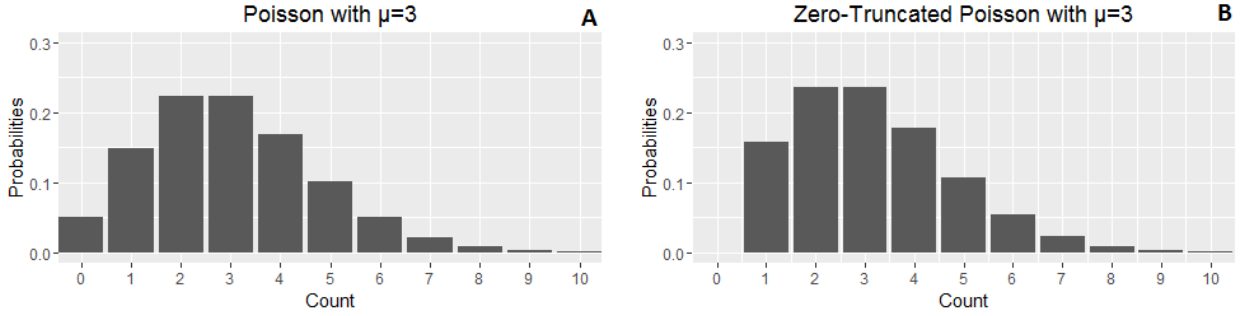 Poisson with μ=3
A
0.3
0.2
0.1
0.0
Probabilities
0 1 2 3 4 5 6 7 8 9 10
Count
Zero-Truncated Poisson with μ=3
B
0.3
0.2
0.1
0.0
Probabilities
0 1 2 3 4 5 6 7 8 9 10
Count